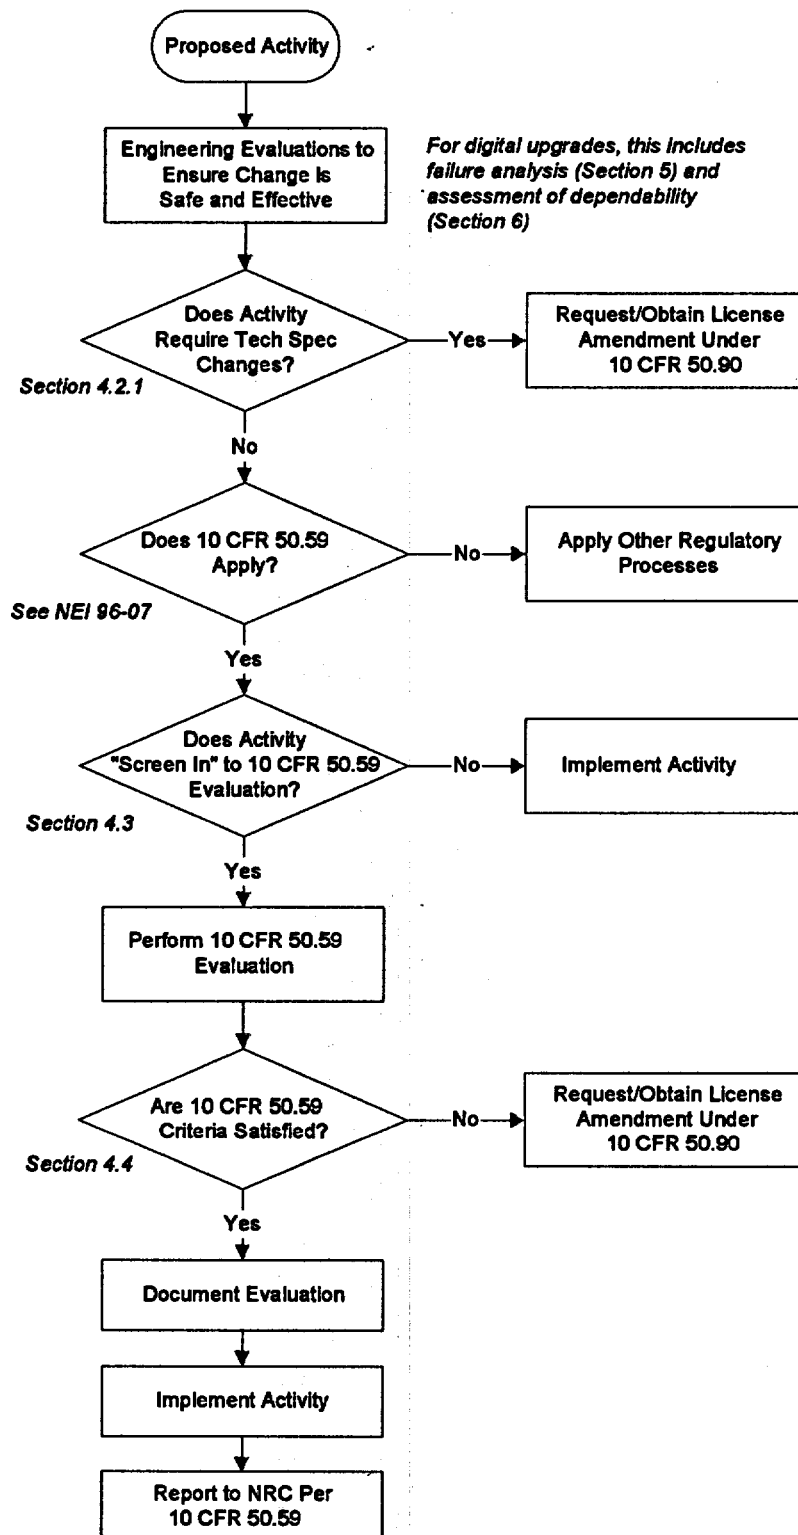 Proposed Activity
Engineering Evaluations to
Ensure Change Is
Safe and Effective
For digital upgrades, this includes
failure analysis (Section 5) and
assessment of dependability
(Section 6)
Does Activity
Require Tech Spec
Changes?
Yes
Request/Obtain License
Amendment Under
10 CFR 50.90
Section 4.2.1
No
Does 10 CFR 50.59
Apply?
No
Apply Other Regulatory
Processes
See NEI 96-07
Yes
Does Activity
"Screen In" to 10 CFR 50.59
Evaluation?
No
Implement Activity
Section 4.3
Yes
Perform 10 CFR 50.59
Evaluation
Are 10 CFR 50.59
Criteria Satisfied?
No
Request/Obtain License
Amendment Under
10 CFR 50.90
Section 4.4
Yes
Document Evaluation
Implement Activity
Report to NRC Per
10 CFR 50.59